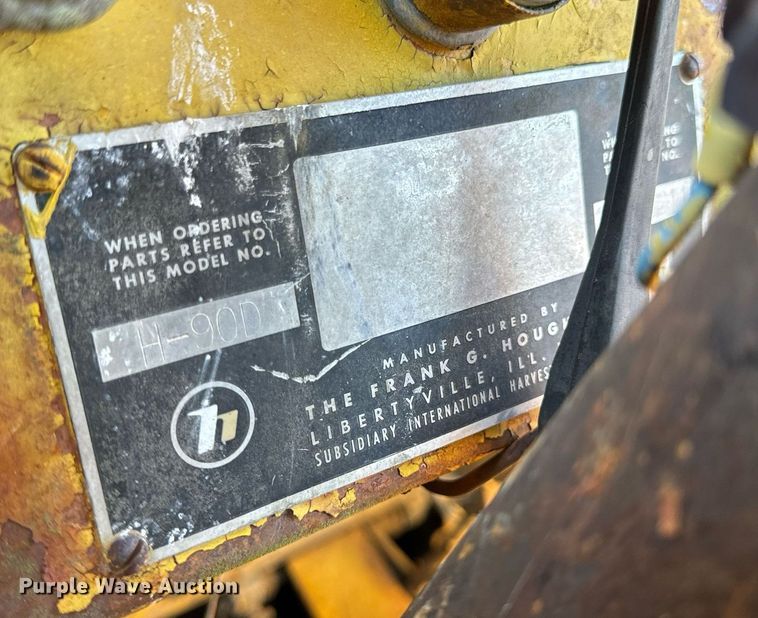 WHEN ORDERING
PARTS REFER TO
THIS MODEL NO.
H-90D
h
MANUFACTURED BY
THE FRANK G. HOUGH
LIBERTYVILLE, ILL.
SUBSIDIARY INTERNATIONAL
Purple Wave Auction